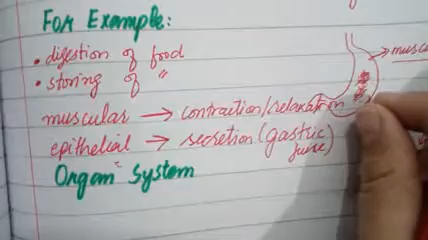 For Example:
• digestion of food
• storing of "
muscular → contraction/relaxation
epithelial → secretion (gastric
juice)
Organ System